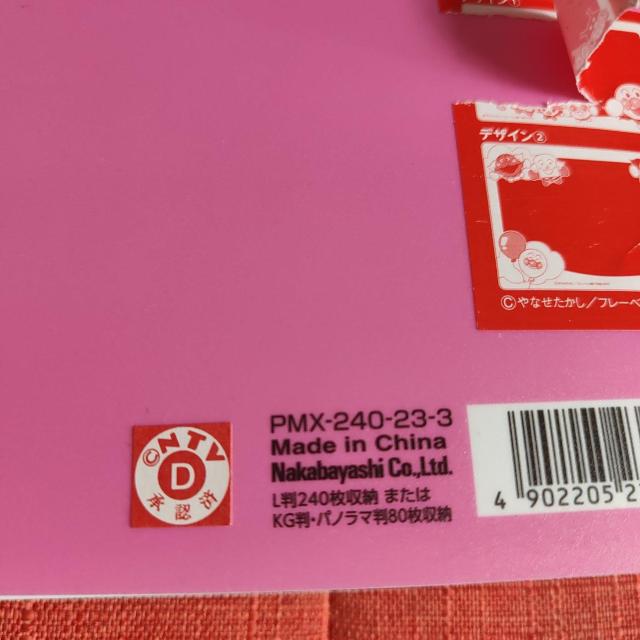 デザイン②
©やなせたかし／フレーベ
PMX-240-23-3
Made in China
Nakabayashi Co.,Ltd.
L判240枚収納 または
KG判・パノラマ判80枚収納
©NTV
D
承認済
4 902205 2